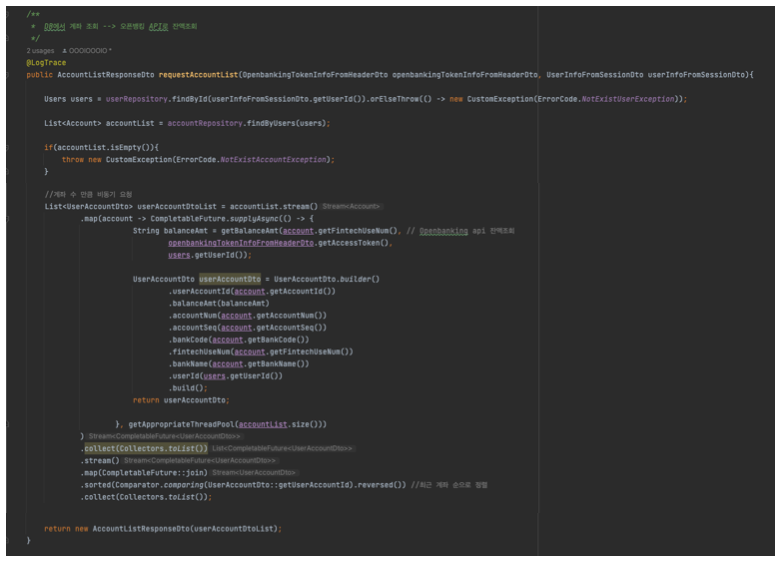 /**
* DB에서 계좌 조회 --> 오픈뱅킹 API로 잔액조회
*/
2 usages OOOIOOOIO *
@LogTrace
public AccountListResponseDto requestAccountList(OpenbankingTokenInfoFromHeaderDto openbankingTokenInfoFromHeaderDto, UserInfoFromSessionDto userInfoFromSessionDto){
Users users = userRepository.findById(userInfoFromSessionDto.getUserId()).orElseThrow(() -> new CustomException(ErrorCode.NotExistUserException));
List<Account> accountList = accountRepository.findByUsers(users);
if(accountList.isEmpty()){
throw new CustomException(ErrorCode.NotExistAccountException);
}
//계좌 수 만큼 비동기 요청
List<UserAccountDto> userAccountDtoList = accountList.stream() Stream<Account>
.map(account -> CompletableFuture.supplyAsync(() -> {
String balanceAmt = getBalanceAmt(account.getFintechUseNum(), // Openbanking api 잔액조회
openbankingTokenInfoFromHeaderDto.getAccessToken(),
users.getUserId());
UserAccountDto userAccountDto = UserAccountDto.builder()
.userAccountId(account.getAccountId())
.balanceAmt(balanceAmt)
.accountNum(account.getAccountNum())
.accountSeq(account.getAccountSeq())
.bankCode(account.getBankCode())
.fintechUseNum(account.getFintechUseNum())
.bankName(account.getBankName())
.userId(users.getUserId())
.build();
return userAccountDto;
}, getAppropriateThreadPool(accountList.size()))
) Stream<CompletableFuture<UserAccountDto>>
.collect(Collectors.toList()) List<CompletableFuture<UserAccountDto>>
.stream() Stream<CompletableFuture<UserAccountDto>>
.map(CompletableFuture::join) Stream<UserAccountDto>
.sorted(Comparator.comparing(UserAccountDto::getUserAccountId).reversed()) //최근 계좌 순으로 정렬
.collect(Collectors.toList());
return new AccountListResponseDto(userAccountDtoList);
}